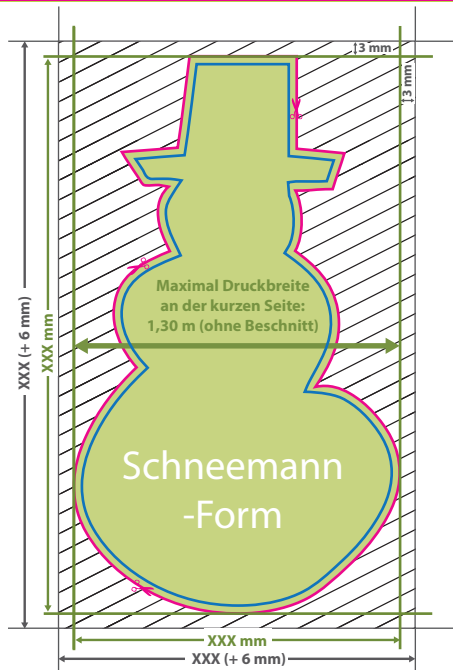 3 mm
3 mm
Maximal Druckbreite
an der kurzen Seite:
1,30 m (ohne Beschnitt)
XXX (+ 6 mm)
XXX mm
Schneemann
-Form
XXX mm
XXX (+ 6 mm)